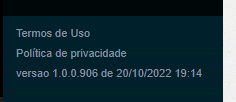 Termos de Uso
Política de privacidade
versao 1.0.0.906 de 20/10/2022 19:14